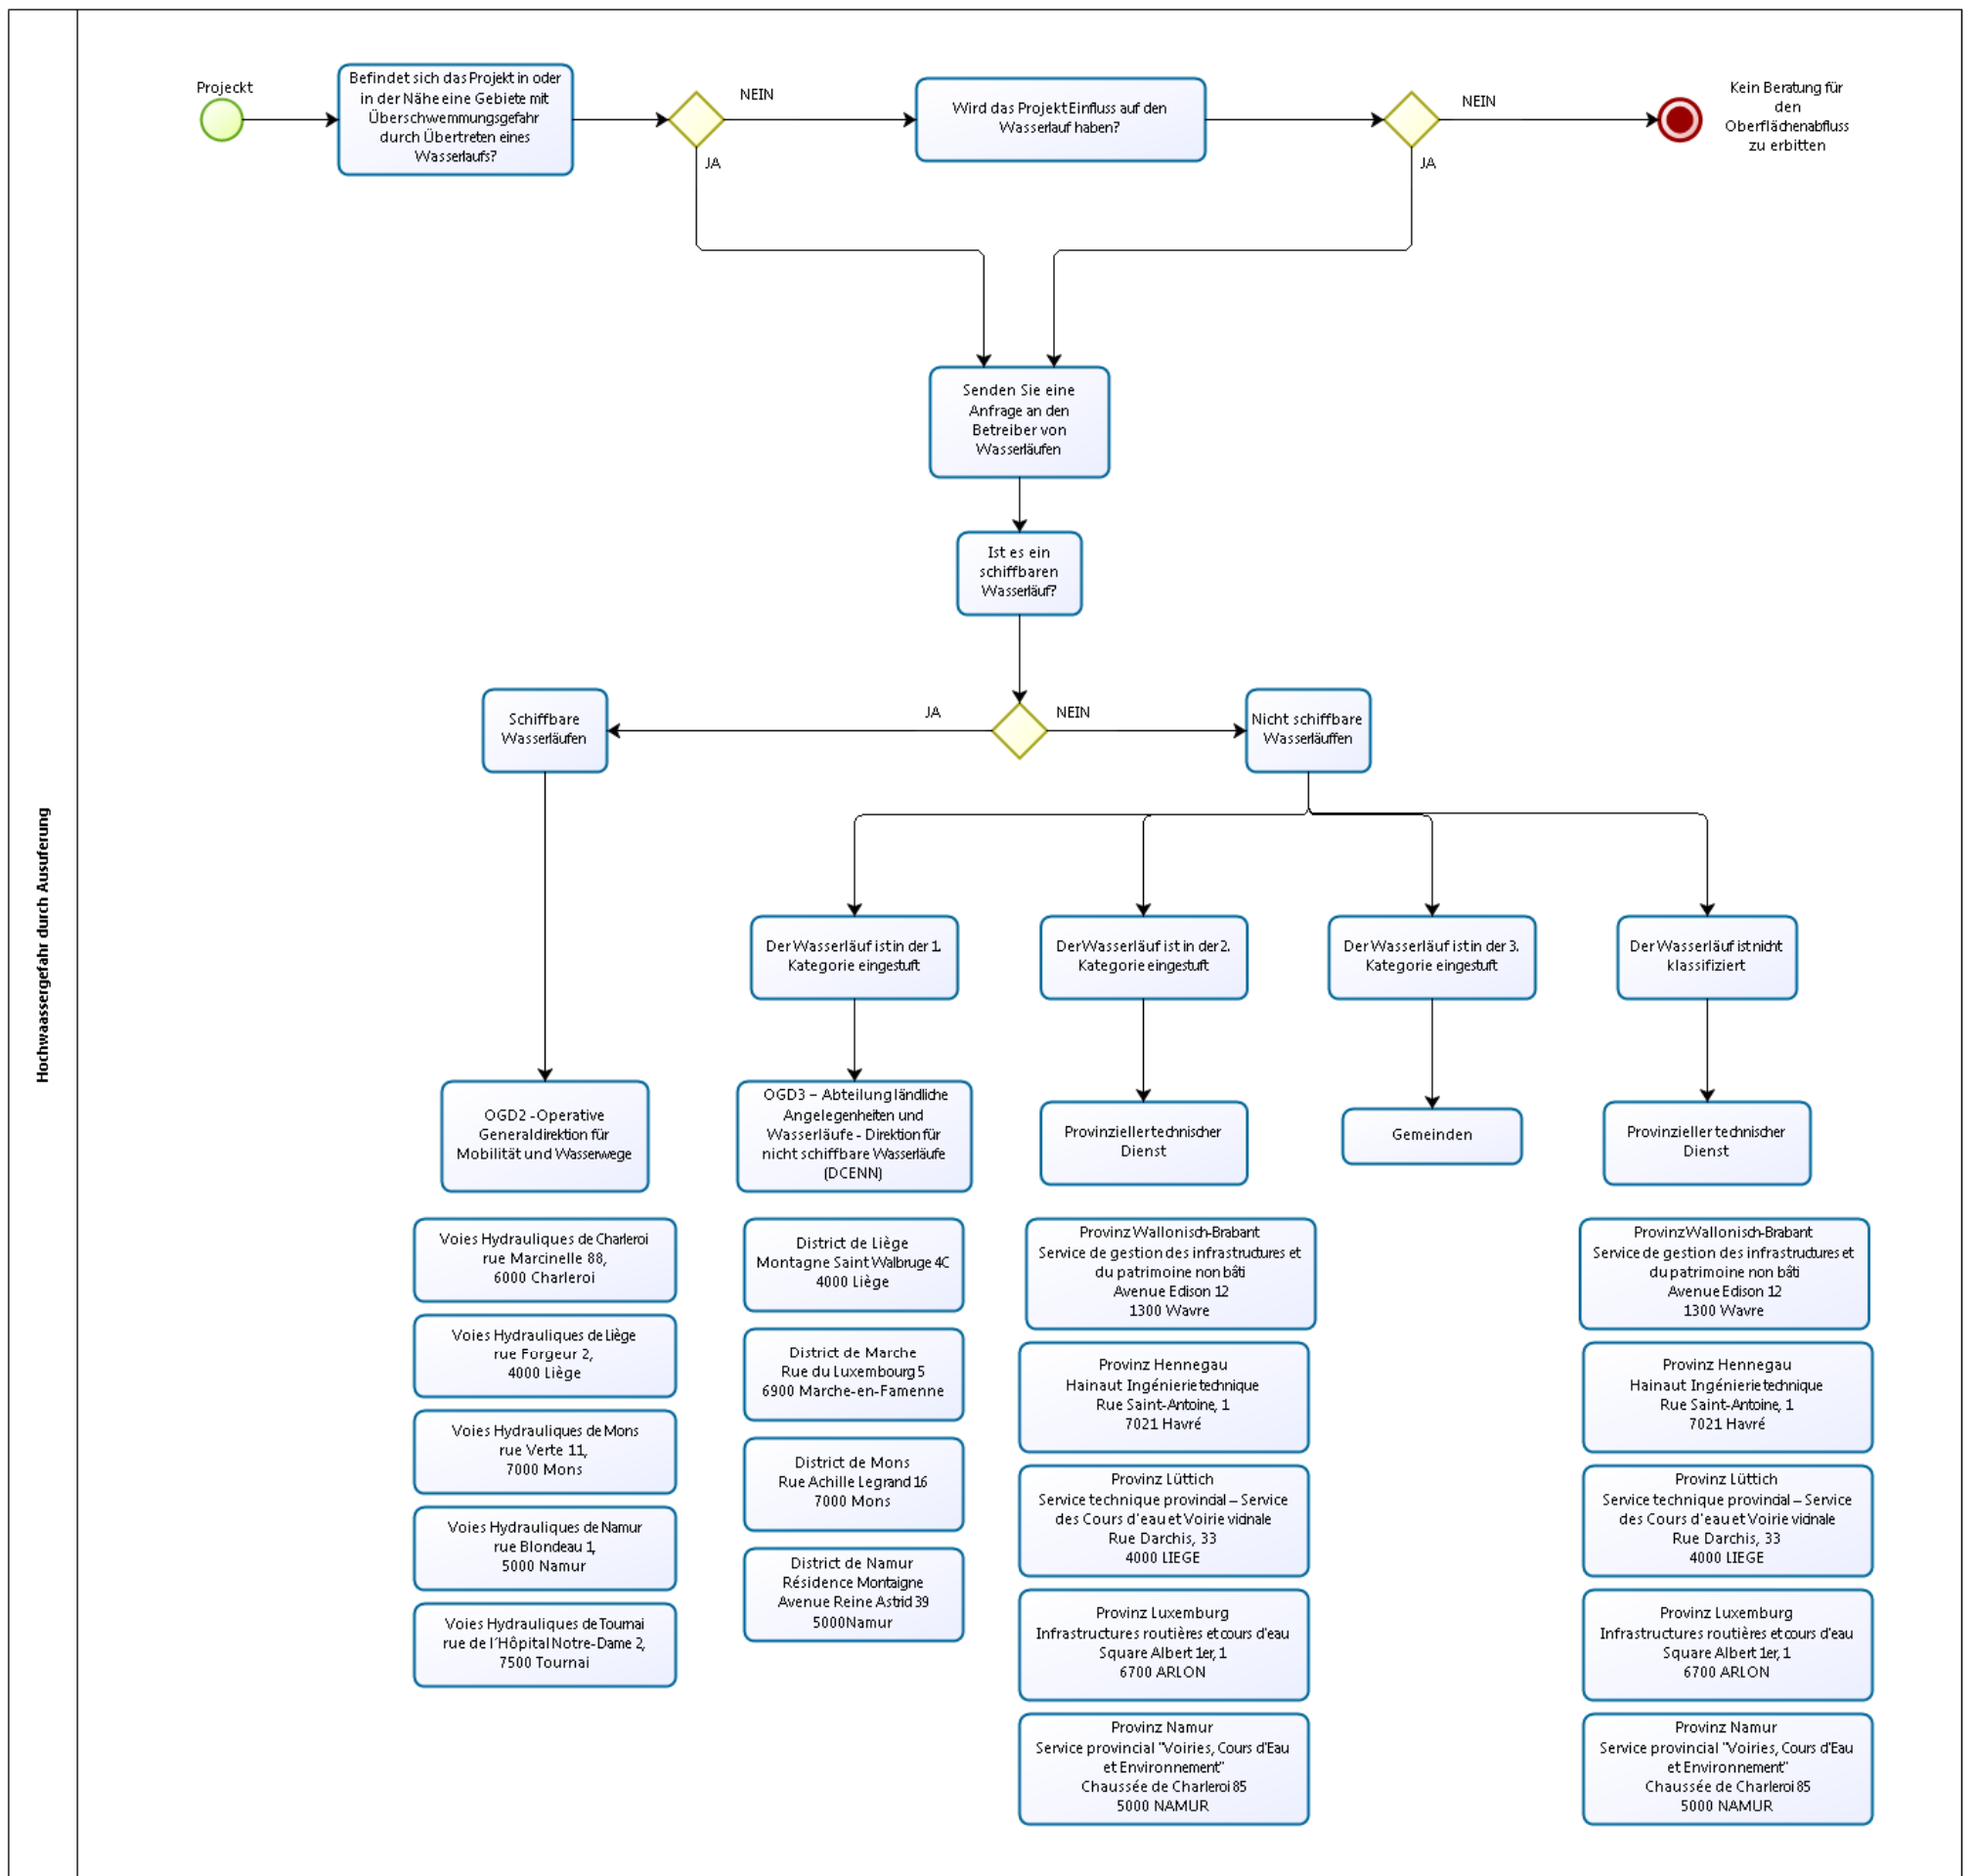 Hochwaassergefahr durch Ausuferung
Projeckt
Befindet sich das Projekt in oder
in der Nähe eine Gebiete mit
Überschwemmungsgefahr
durch Übertreten eines
Wasserlaufs?
NEIN
JA
Wird das Projekt Einfluss auf den
Wasserlauf haben?
NEIN
JA
Kein Beratung für
den
Oberflächenabfluss
zu erbitten
Senden Sie eine
Anfrage an den
Betreiber von
Wasserläufen
Ist es ein
schiffbaren
Wasserläuf?
JA
NEIN
Schiffbare
Wasserläufen
Nicht schiffbare
Wasserläuffen
Der Wasserläuf ist in der 1.
Kategorie eingestuft
Der Wasserläuf ist in der 2.
Kategorie eingestuft
Der Wasserläuf ist in der 3.
Kategorie eingestuft
Der Wasserläuf ist nicht
klassifiziert
OGD2 - Operative
Generaldirektion für
Mobilität und Wasserwege
OGD3 – Abteilung ländliche
Angelegenheiten und
Wasserläufe - Direktion für
nicht schiffbare Wasserläufe
(DCENN)
Provinzieller technischer
Dienst
Gemeinden
Provinzieller technischer
Dienst
Voies Hydrauliques de Charleroi
rue Marcinelle 88,
6000 Charleroi
Voies Hydrauliques de Liège
rue Forgeur 2,
4000 Liège
Voies Hydrauliques de Mons
rue Verte 11,
7000 Mons
Voies Hydrauliques de Namur
rue Blondeau 1,
5000 Namur
Voies Hydrauliques de Tournai
rue de l'Hôpital Notre-Dame 2,
7500 Tournai
District de Liège
Montagne Saint Walbruge 4C
4000 Liège
District de Marche
Rue du Luxembourg 5
6900 Marche-en-Famenne
District de Mons
Rue Achille Legrand 16
7000 Mons
District de Namur
Résidence Montaigne
Avenue Reine Astrid 39
5000Namur
Provinz Wallonisch-Brabant
Service de gestion des infrastructures et
du patrimoine non bâti
Avenue Edison 12
1300 Wavre
Provinz Hennegau
Hainaut Ingénierie technique
Rue Saint-Antoine, 1
7021 Havré
Provinz Lüttich
Service technique provincial – Service
des Cours d'eau et Voirie vicinale
Rue Darchis, 33
4000 LIEGE
Provinz Luxemburg
Infrastructures routières et cours d'eau
Square Albert 1er, 1
6700 ARLON
Provinz Namur
Service provincial "Voiries, Cours d'Eau
et Environnement"
Chaussée de Charleroi 85
5000 NAMUR
Provinz Wallonisch-Brabant
Service de gestion des infrastructures et
du patrimoine non bâti
Avenue Edison 12
1300 Wavre
Provinz Hennegau
Hainaut Ingénierie technique
Rue Saint-Antoine, 1
7021 Havré
Provinz Lüttich
Service technique provincial – Service
des Cours d'eau et Voirie vicinale
Rue Darchis, 33
4000 LIEGE
Provinz Luxemburg
Infrastructures routières et cours d'eau
Square Albert 1er, 1
6700 ARLON
Provinz Namur
Service provincial "Voiries, Cours d'Eau
et Environnement"
Chaussée de Charleroi 85
5000 NAMUR